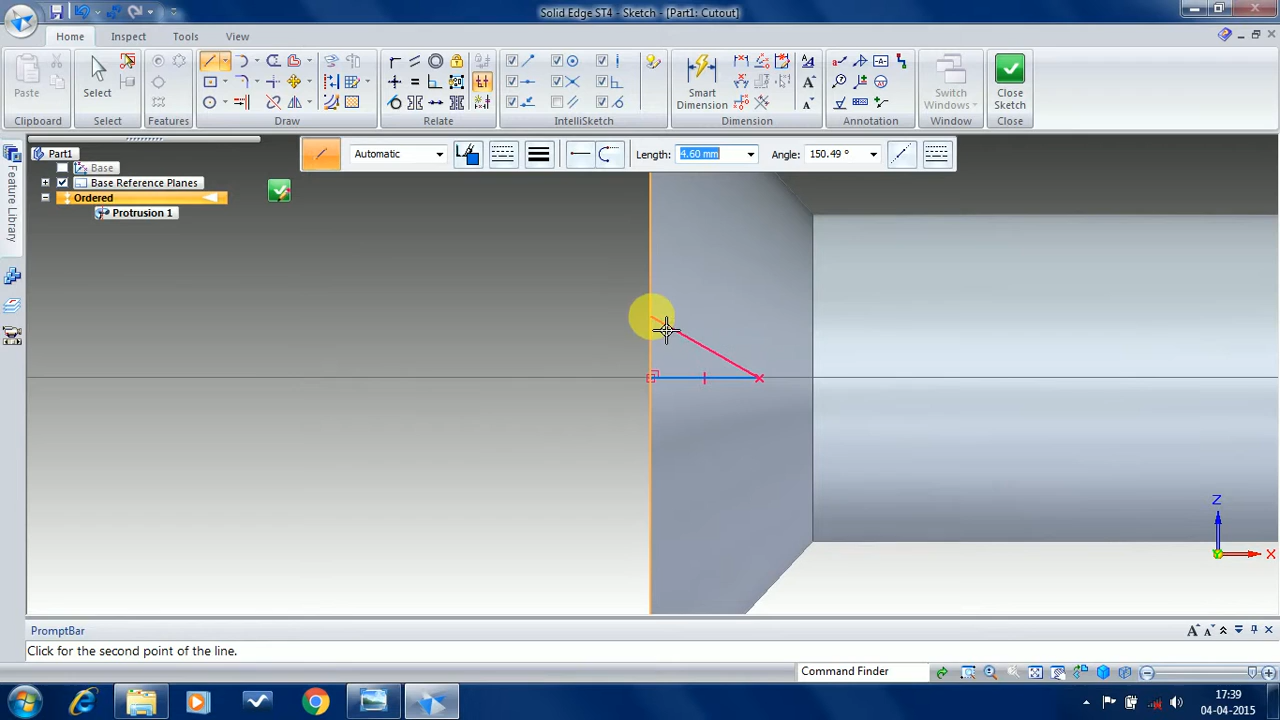 Solid Edge ST4 - Sketch - [Part1: Cutout]
Home
Inspect
Tools
View
Paste
Select
Smart
Dimension
Switch
Windows
Close
Sketch
Clipboard
Select
Features
Draw
Relate
IntelliSketch
Dimension
Annotation
Window
Close
Part1
Automatic
Length:
4.60 mm
Angle:
150.49 °
Base
Base Reference Planes
Ordered
Protrusion 1
Feature Library
Z
X
PromptBar
Click for the second point of the line.
Command Finder
17:39
04-04-2015